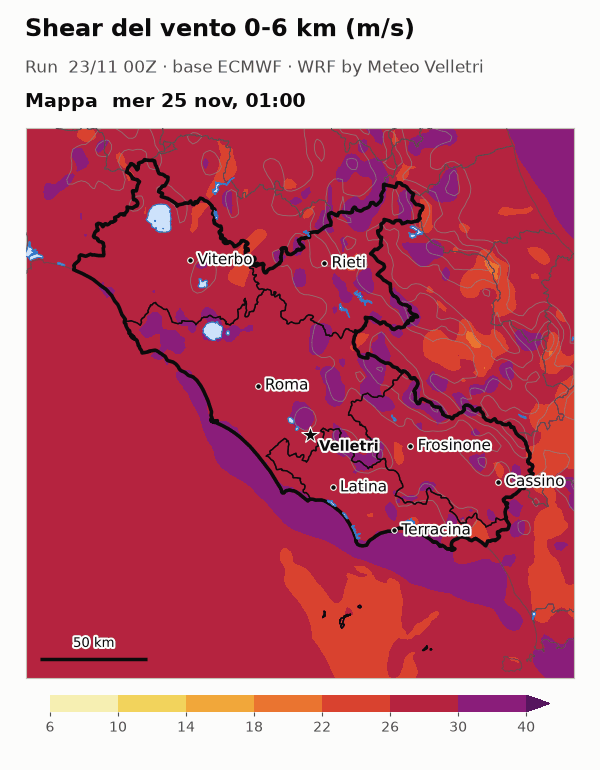 Shear del vento 0-6 km (m/s)
Run  23/11 00Z · base ECMWF · WRF by Meteo Velletri
Mappa  mer 25 nov, 01:00
Viterbo
Rieti
Roma
Velletri
Frosinone
Cassino
Latina
Terracina
50 km
6 10 14 18 22 26 30 40